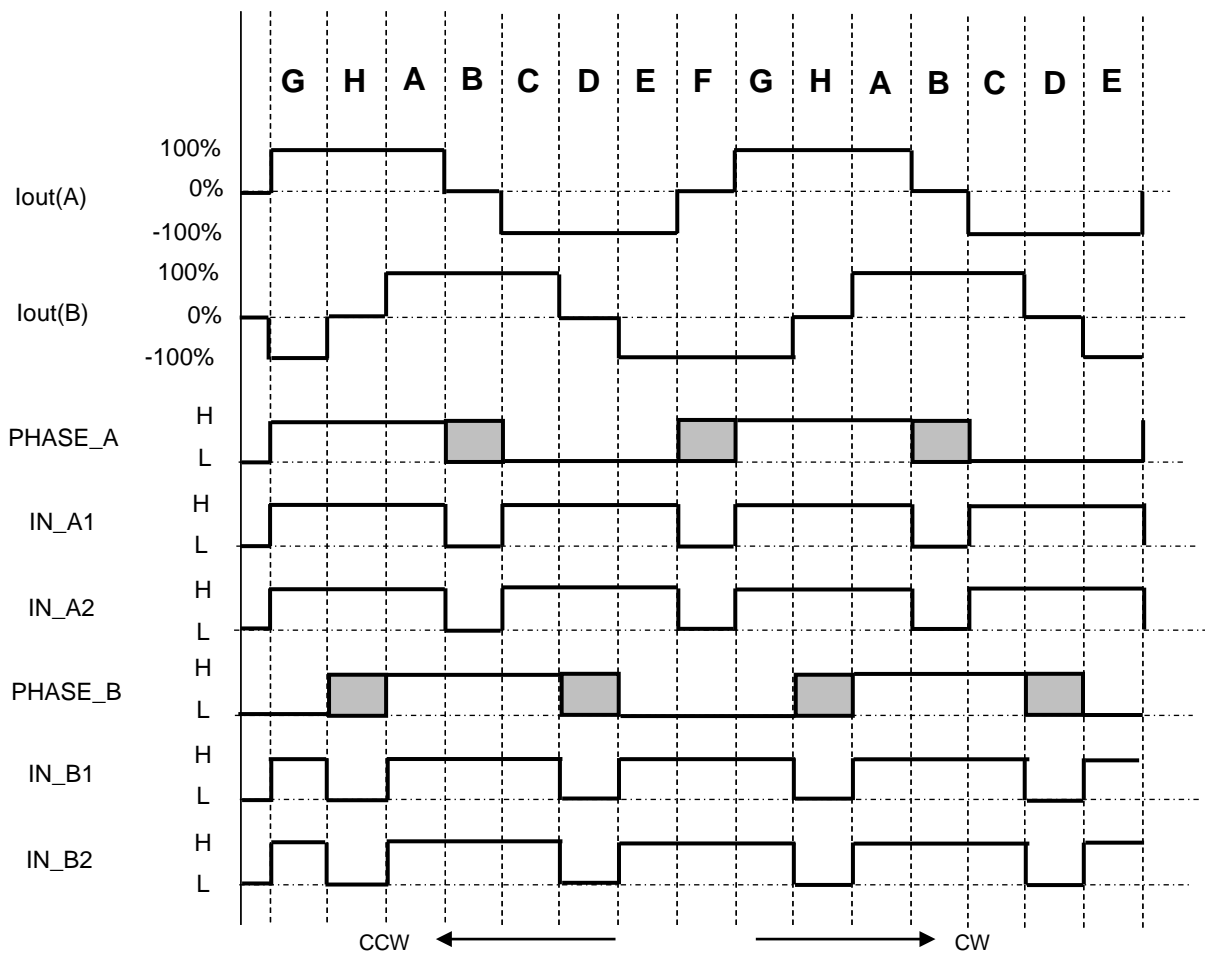 G H A B C D E F G H A B C D E
100%
Iout(A) 0%
-100%
100%
Iout(B) 0%
-100%
H
PHASE_A
L
H
IN_A1
L
H
IN_A2
L
H
PHASE_B
L
H
IN_B1
L
H
IN_B2
L
CCW CW